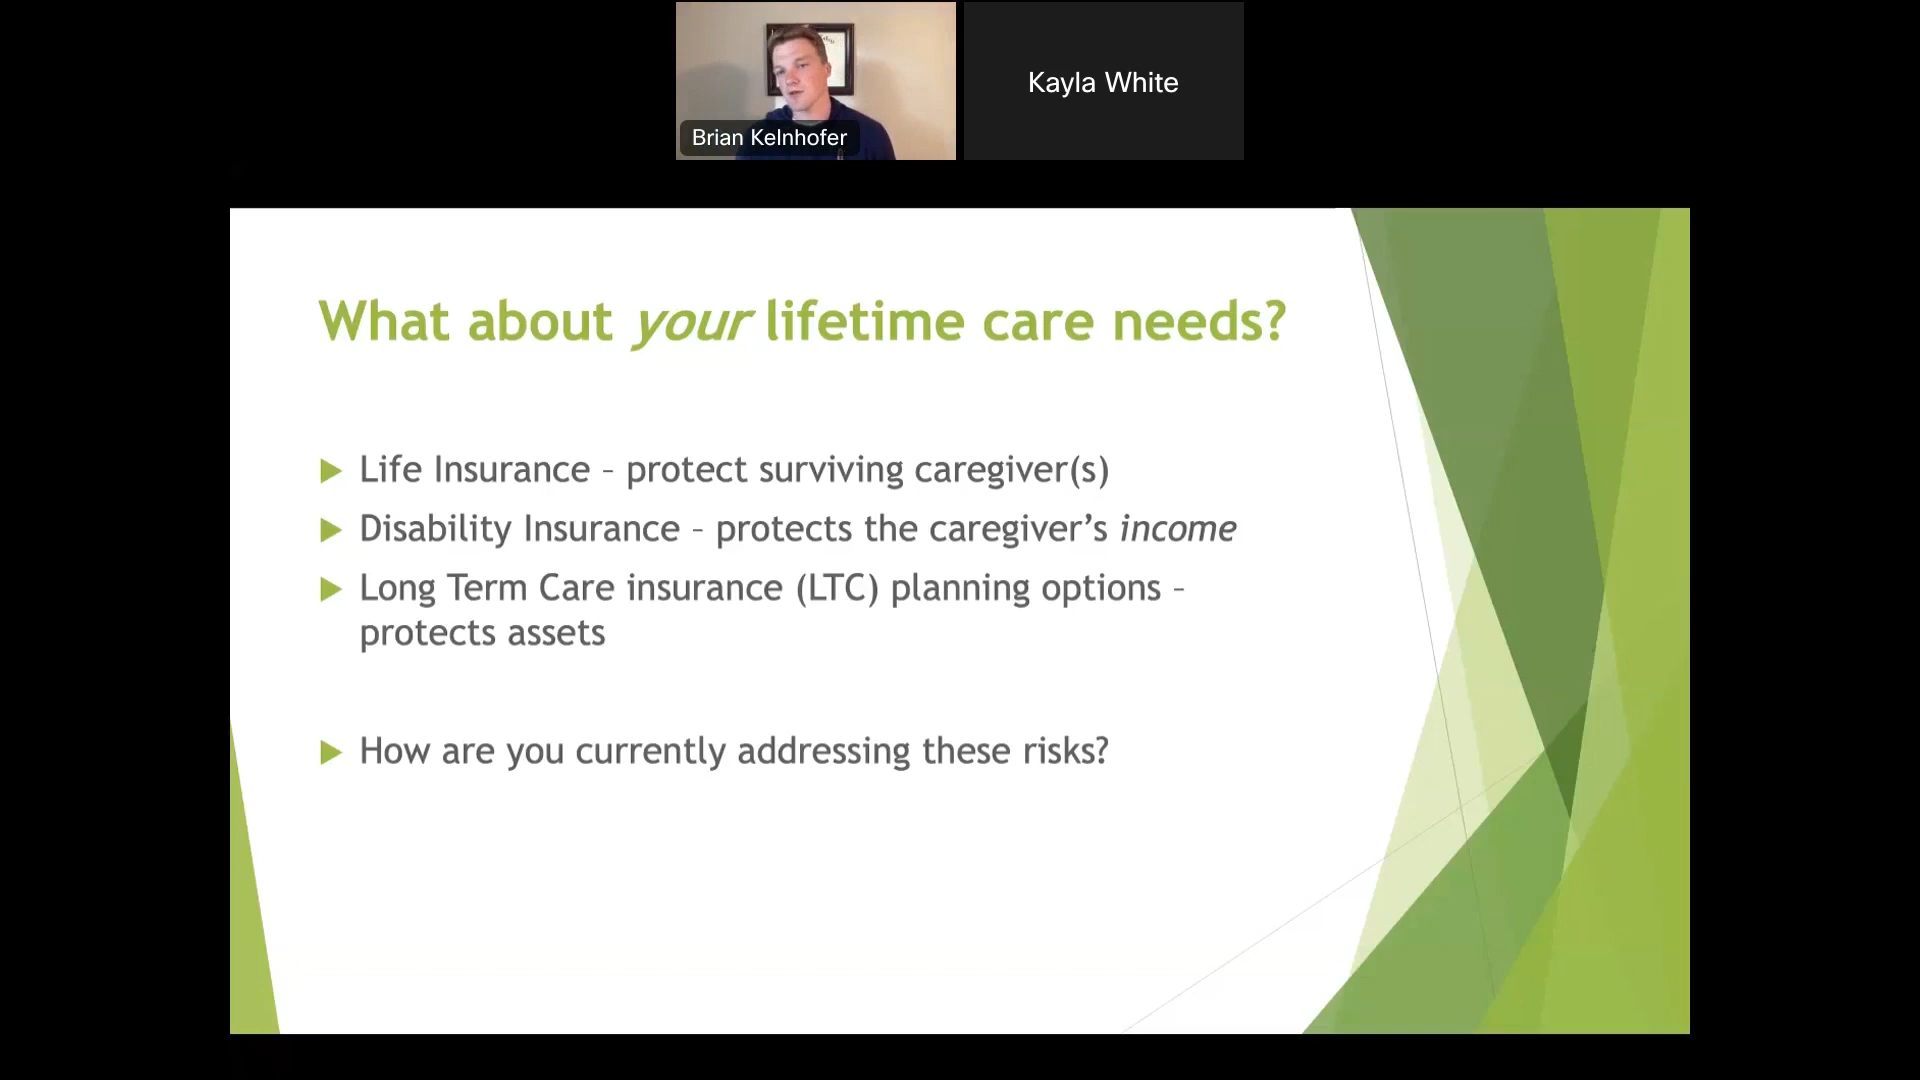 Kayla White
Brian Kelnhofer
What about your lifetime care needs?
Life Insurance – protect surviving caregiver(s)
Disability Insurance – protects the caregiver’s income
Long Term Care insurance (LTC) planning options –
protects assets
How are you currently addressing these risks?